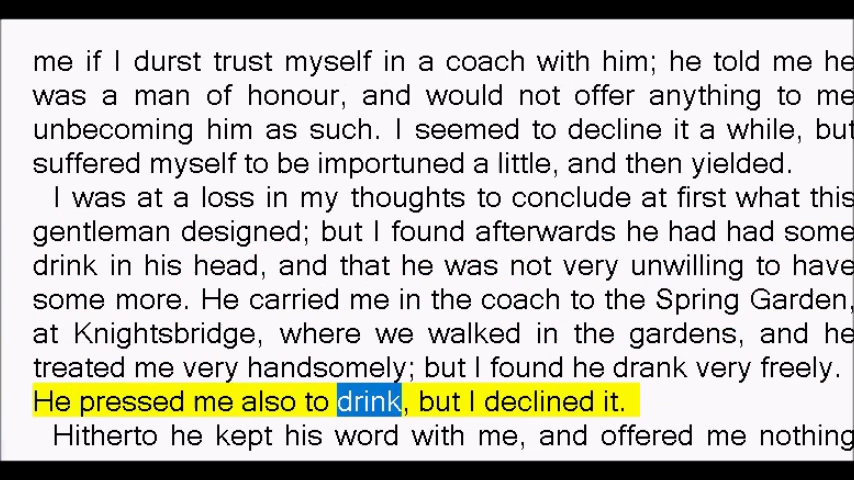 me if I durst trust myself in a coach with him; he told me he
was a man of honour, and would not offer anything to me
unbecoming him as such. I seemed to decline it a while, but
suffered myself to be importuned a little, and then yielded.
I was at a loss in my thoughts to conclude at first what this
gentleman designed; but I found afterwards he had had some
drink in his head, and that he was not very unwilling to have
some more. He carried me in the coach to the Spring Garden,
at Knightsbridge, where we walked in the gardens, and he
treated me very handsomely; but I found he drank very freely.
He pressed me also to drink, but I declined it.
Hitherto he kept his word with me, and offered me nothing